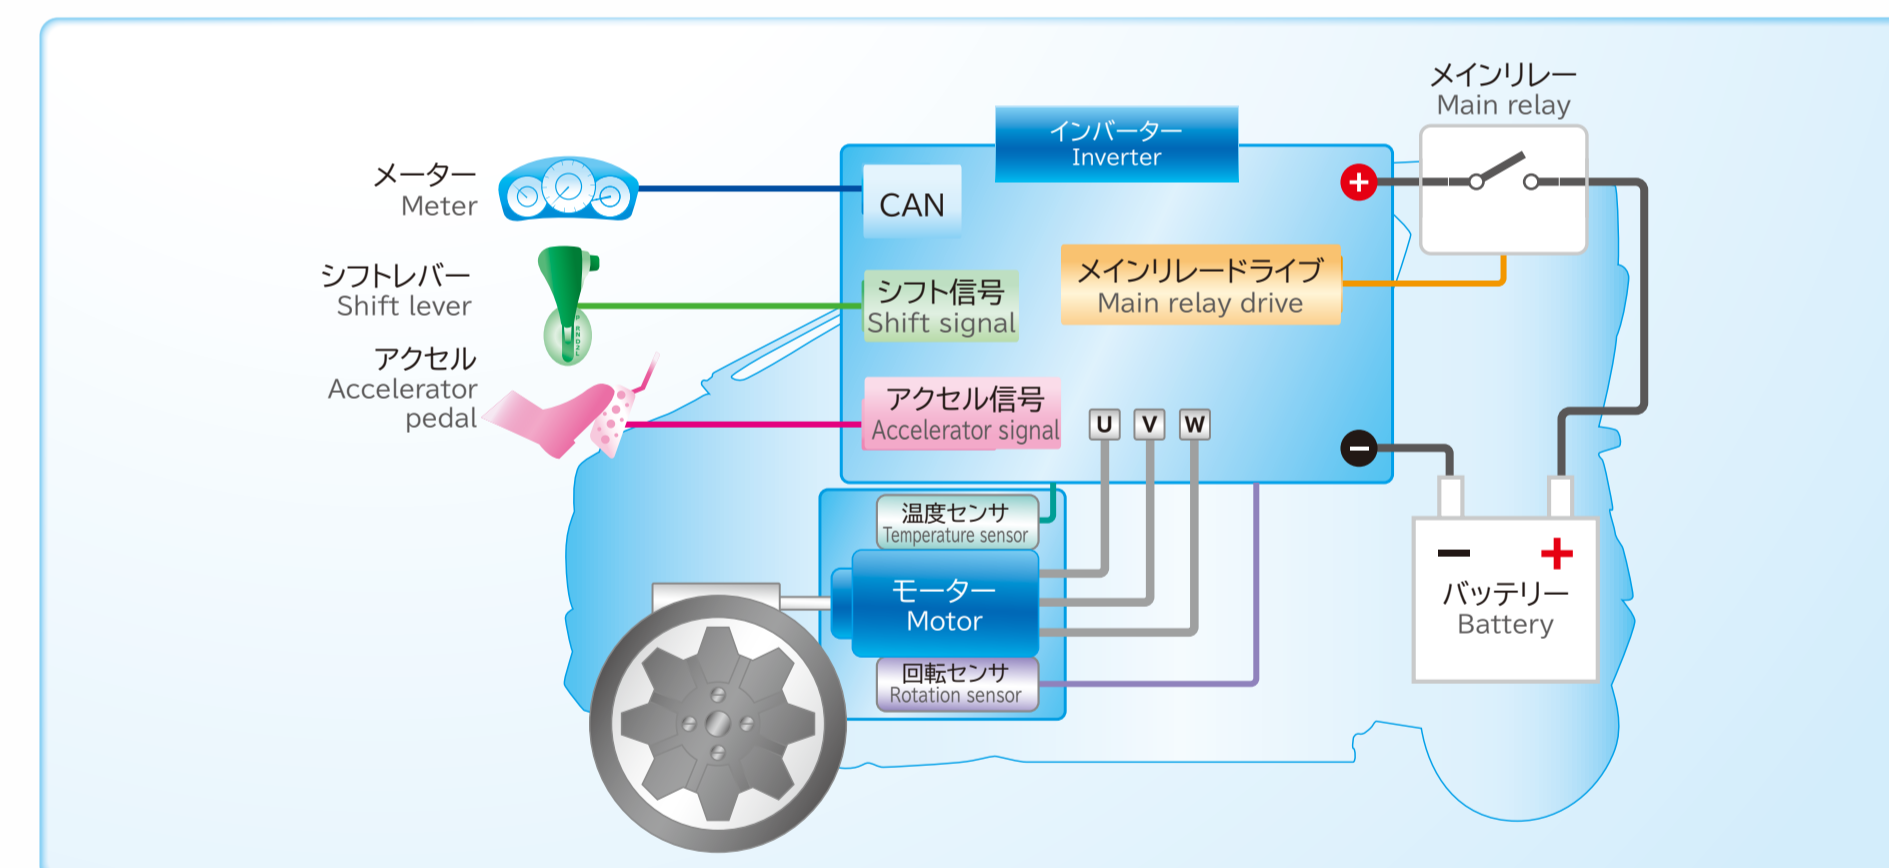 メインリレー
Main relay
インバーター
Inverter
+
メーター
Meter
CAN
シフトレバー
Shift lever
シフト信号
Shift signal
メインリレードライブ
Main relay drive
アクセル
Accelerator
pedal
アクセル信号
Accelerator signal
U V W
−
温度センサ
Temperature sensor
モーター
Motor
回転センサ
Rotation sensor
− +
バッテリー
Battery